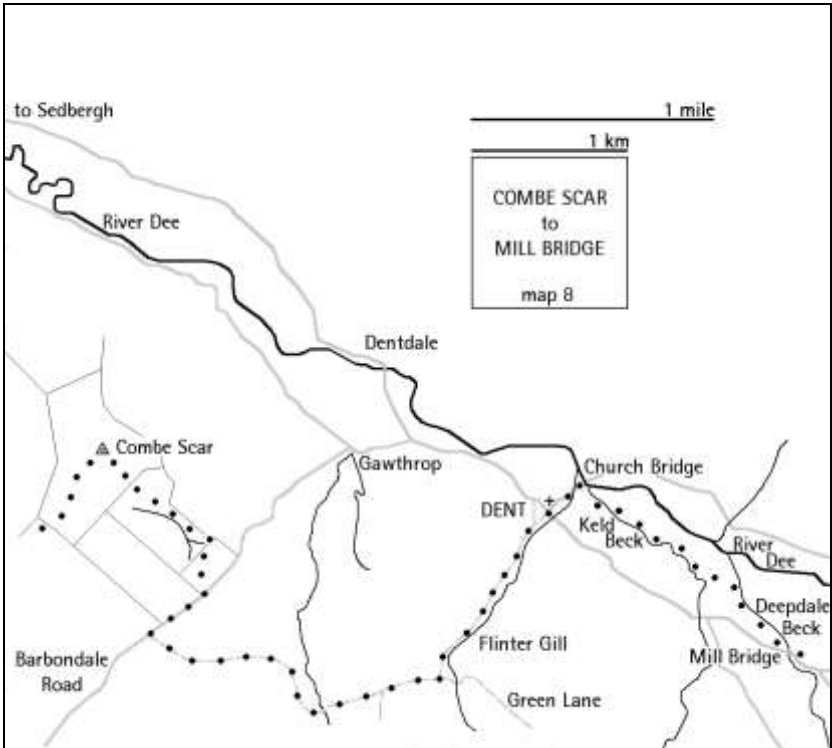 to Sedbergh
1 mile
1 km
COMBE SCAR
to
MILL BRIDGE
map 8
River Dee
Dentdale
Combe Scar
Gawthrop
Church Bridge
DENT
Keld
Beck
River
Dee
Deepdale
Beck
Flinter Gill
Mill Bridge
Barbondale
Road
Green Lane